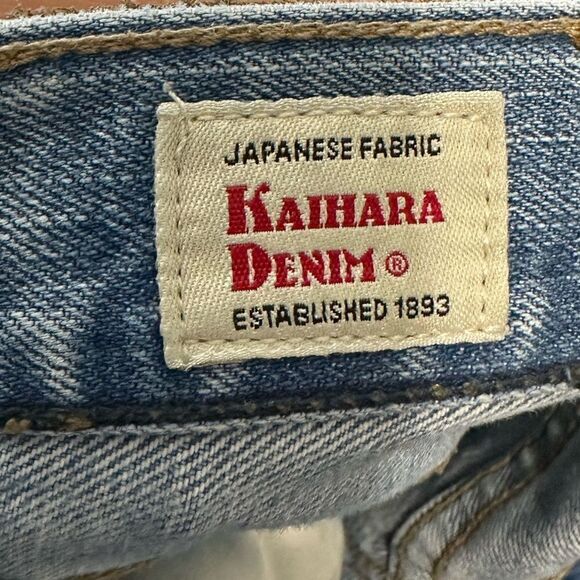 JAPANESE FABRIC
KAIHARA
DENIM®
ESTABLISHED 1893